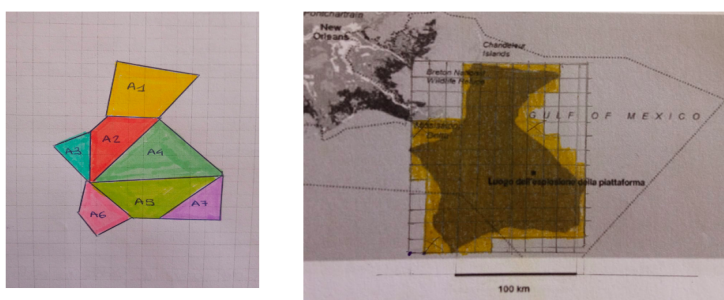 A1
A2
A3
A4
A5
A6
A7
Pontchartrain
New
Orleans
Chandeleur
Islands
Breton National
Wildlife Refuge
GULF OF MEXICO
Luogo dell'esplosione della piattaforma
100 km